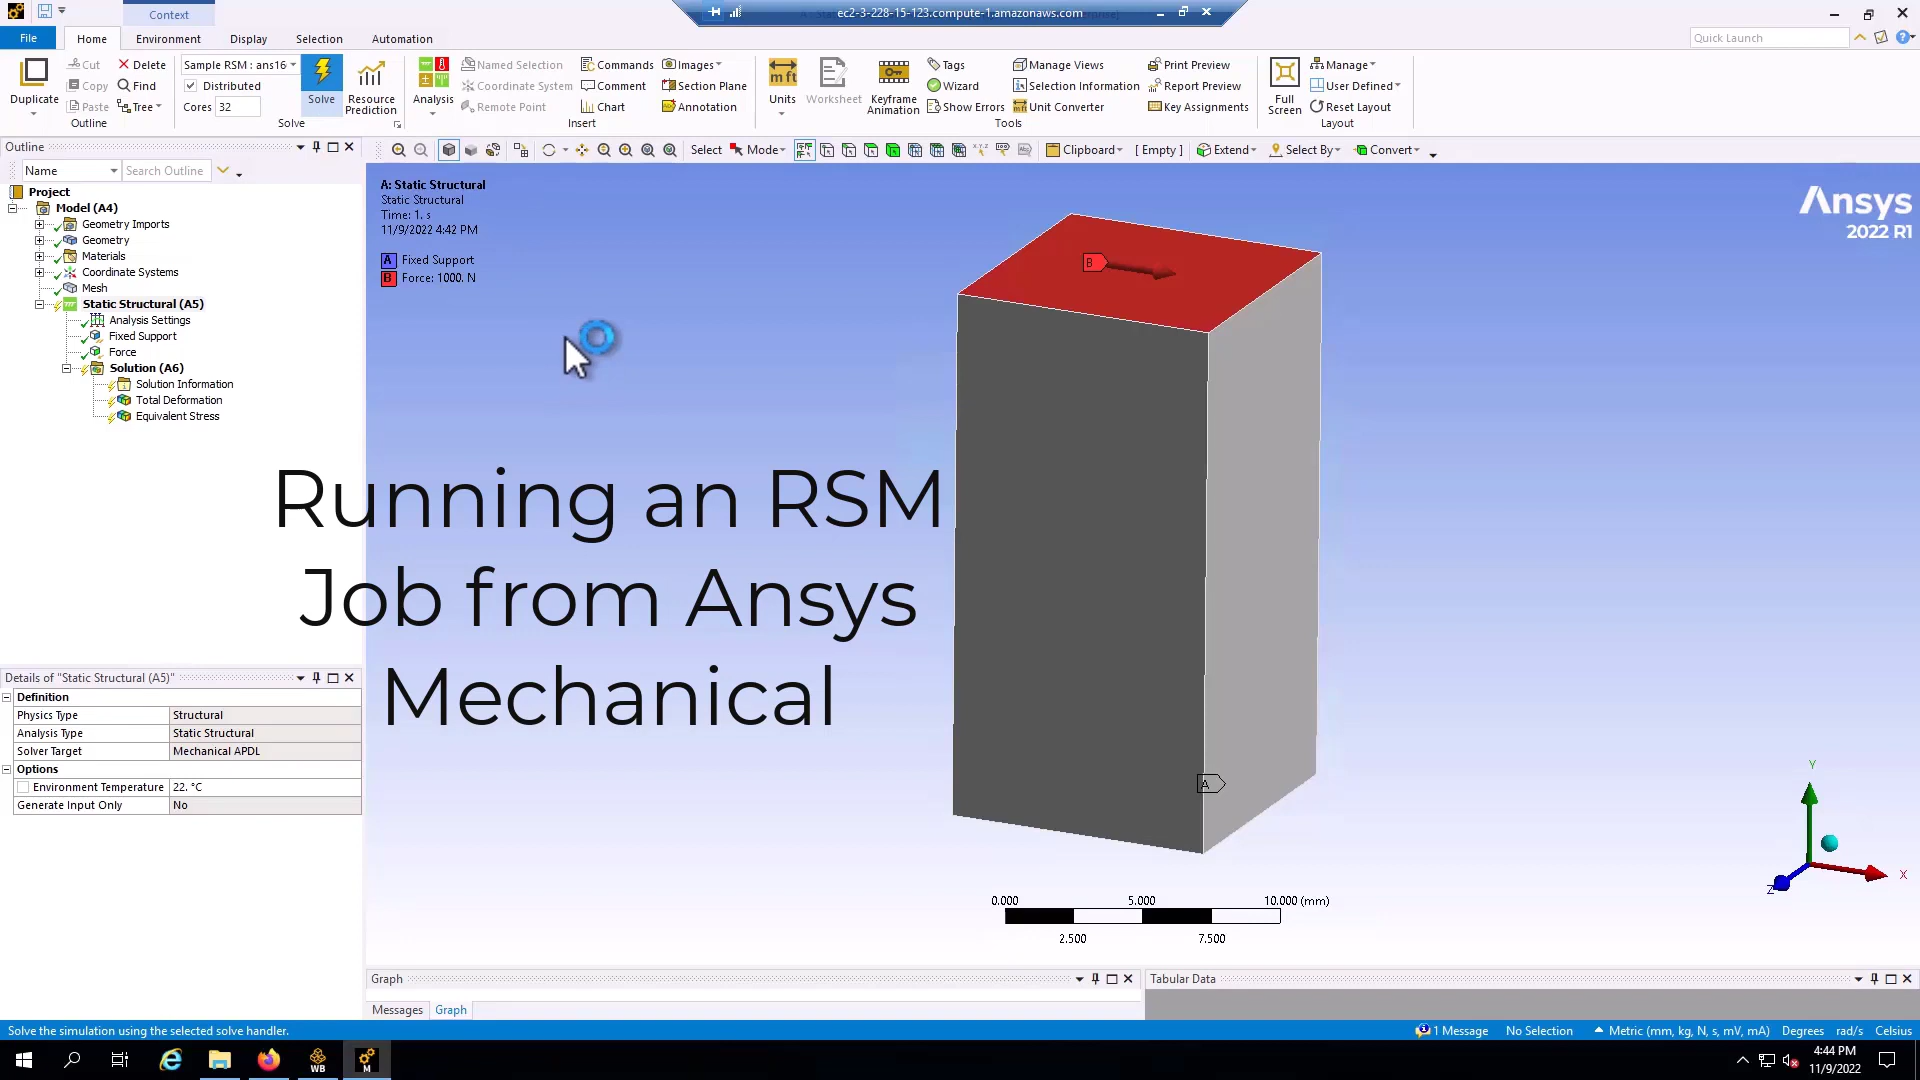 Context
ec2-3-228-15-123.compute-1.amazonaws.com
File Home Environment Display Selection Automation
Quick Launch
Duplicate
Cut
Copy
Paste
Delete
Find
Tree
Outline
Sample RSM : ans16
Distributed
Cores 32
Solve
Resource Prediction
Solve
Analysis
Named Selection
Coordinate System
Remote Point
Commands
Comment
Chart
Images
Section Plane
Annotation
Insert
Units
Worksheet
Keyframe Animation
Tags
Wizard
Show Errors
Manage Views
Selection Information
Unit Converter
Print Preview
Report Preview
Key Assignments
Tools
Full Screen
Manage
User Defined
Reset Layout
Layout
Outline
Name
Search Outline
Select Mode Clipboard [ Empty ] Extend Select By Convert
Project
Model (A4)
Geometry Imports
Geometry
Materials
Coordinate Systems
Mesh
Static Structural (A5)
Analysis Settings
Fixed Support
Force
Solution (A6)
Solution Information
Total Deformation
Equivalent Stress
A: Static Structural
Static Structural
Time: 1. s
11/9/2022 4:42 PM
A Fixed Support
B Force: 1000. N
Ansys
2022 R1
B
A
Running an RSM
Job from Ansys
Mechanical
Details of "Static Structural (A5)"
Definition
Physics Type Structural
Analysis Type Static Structural
Solver Target Mechanical APDL
Options
Environment Temperature 22. °C
Generate Input Only No
Y
X
Z
0.000 5.000 10.000 (mm)
2.500 7.500
Graph
Tabular Data
Messages Graph
Solve the simulation using the selected solve handler.
1 Message No Selection Metric (mm, kg, N, s, mV, mA) Degrees rad/s Celsius
WB
M
4:44 PM
11/9/2022